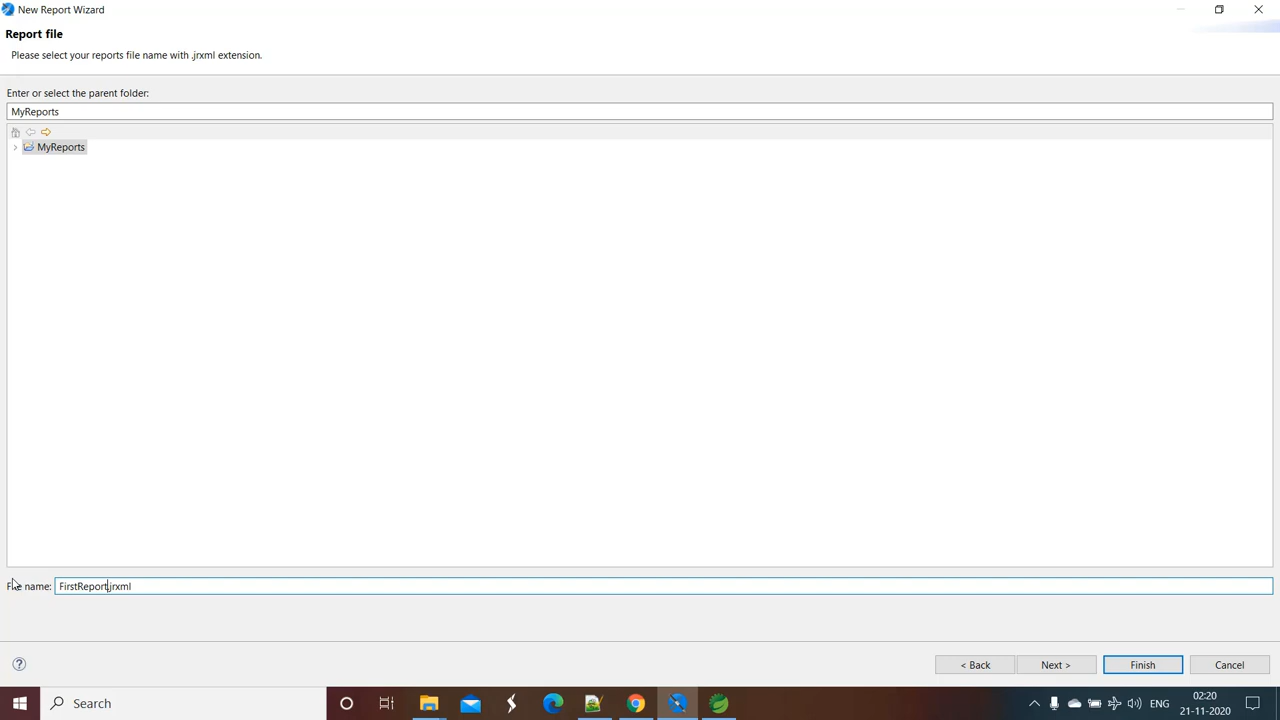 New Report Wizard
Report file
Please select your reports file name with .jrxml extension.
Enter or select the parent folder:
MyReports
MyReports
File name: FirstReport.jrxml
< Back Next > Finish Cancel
Search
ENG
02:20
21-11-2020